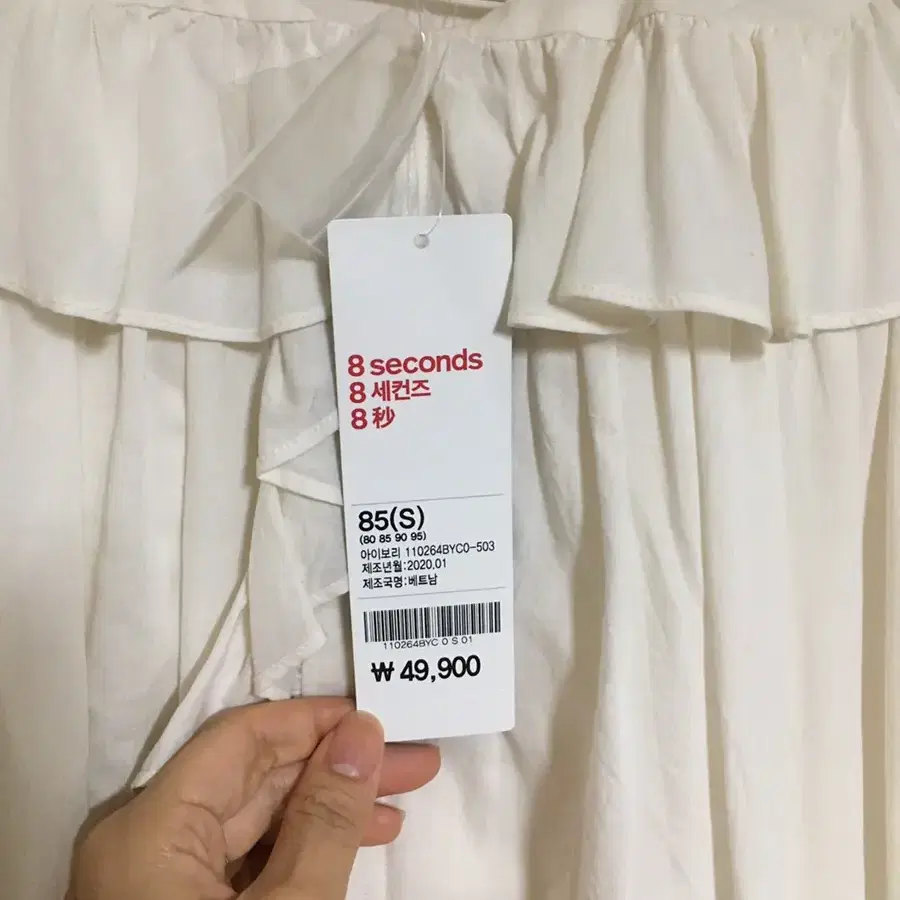 8 seconds
8 세컨즈
8 秒
85(S)
(80 85 90 95)
아이보리 110264BYC0-503
제조년월:2020.01
제조국명:베트남
110264BYC 0 S 01
₩ 49,900